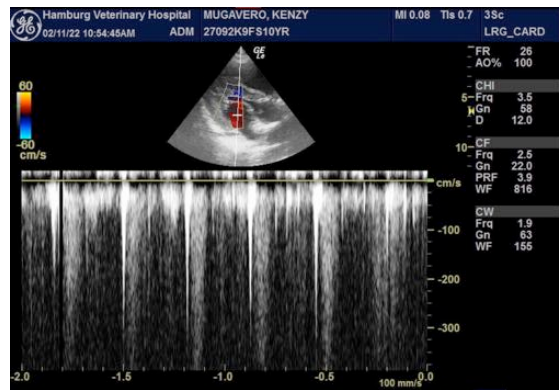 Hamburg Veterinary Hospital MUGAVERO, KENZY MI 0.08 TIs 0.7 3Sc
02/11/22 10:54:45AM ADM 27092K9FS10YR LRG_CARD
GE
FR 26
AO% 100
CHI
Frq 3.5
Gn 58
D 12.0
CF
Frq 2.5
Gn 22.0
PRF 3.9
WF 816
CW
Frq 1.9
Gn 63
WF 155
60
-60
cm/s
5
10
cm/s
-100
-200
-300
-2.0 -1.5 -1.0 -0.5 0.0
100 mm/s